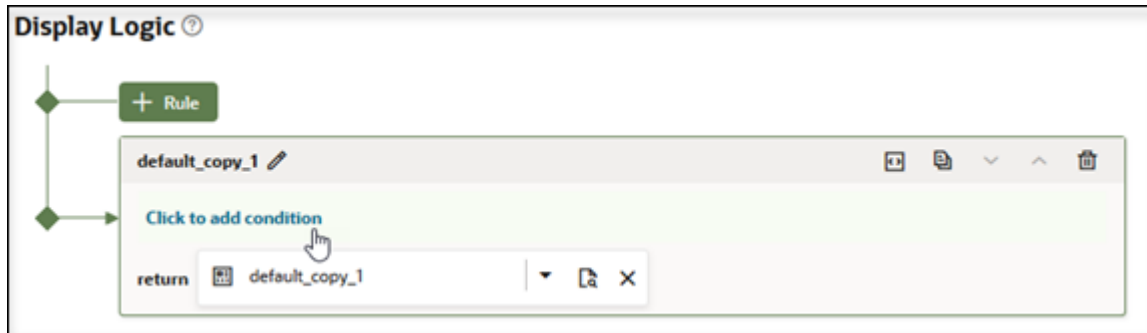 Display Logic ?
+ Rule
default_copy_1
Click to add condition
return default_copy_1